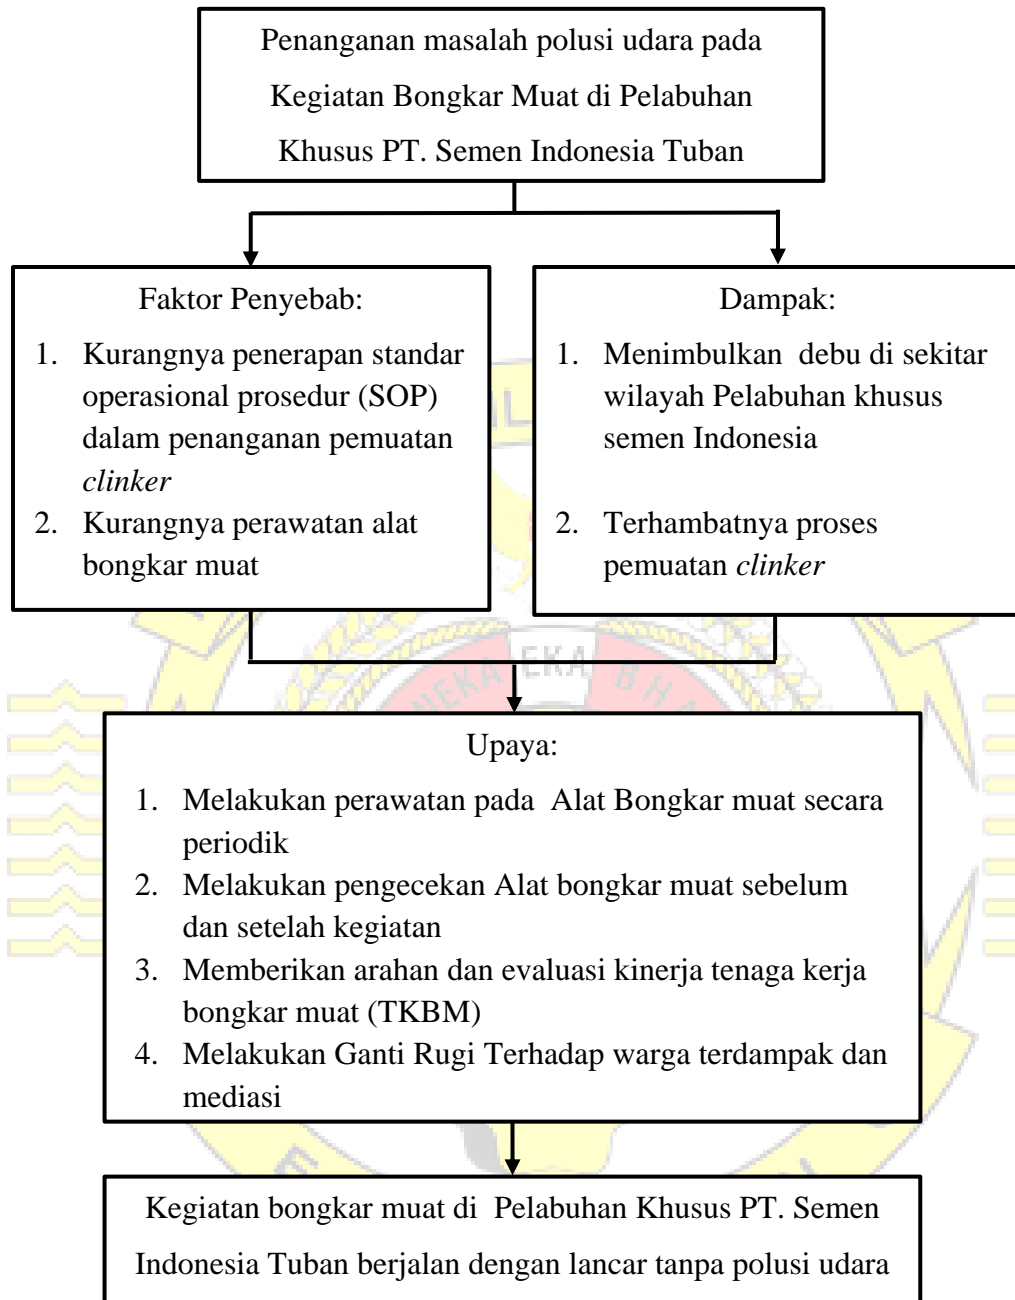 Penanganan masalah polusi udara pada
Kegiatan Bongkar Muat di Pelabuhan
Khusus PT. Semen Indonesia Tuban
Faktor Penyebab:
1. Kurangnya penerapan standar
operasional prosedur (SOP)
dalam penanganan pemuatan
clinker
2. Kurangnya perawatan alat
bongkar muat
Dampak:
1. Menimbulkan debu di sekitar
wilayah Pelabuhan khusus
semen Indonesia
2. Terhambatnya proses
pemuatan clinker
Upaya:
1. Melakukan perawatan pada Alat Bongkar muat secara
periodik
2. Melakukan pengecekan Alat bongkar muat sebelum
dan setelah kegiatan
3. Memberikan arahan dan evaluasi kinerja tenaga kerja
bongkar muat (TKBM)
4. Melakukan Ganti Rugi Terhadap warga terdampak dan
mediasi
Kegiatan bongkar muat di Pelabuhan Khusus PT. Semen
Indonesia Tuban berjalan dengan lancar tanpa polusi udara